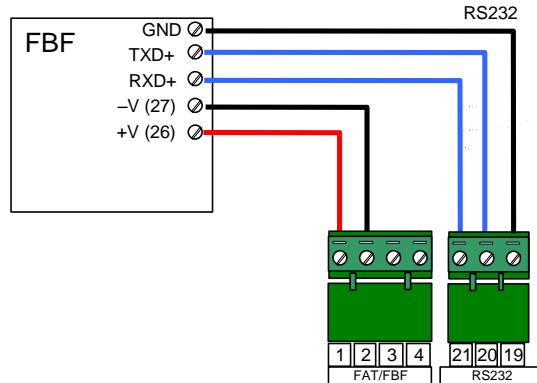 RS232
FBF
GND
TXD+
RXD+
–V (27)
+V (26)
1 2 3 4
21 20 19
FAT/FBF
RS232